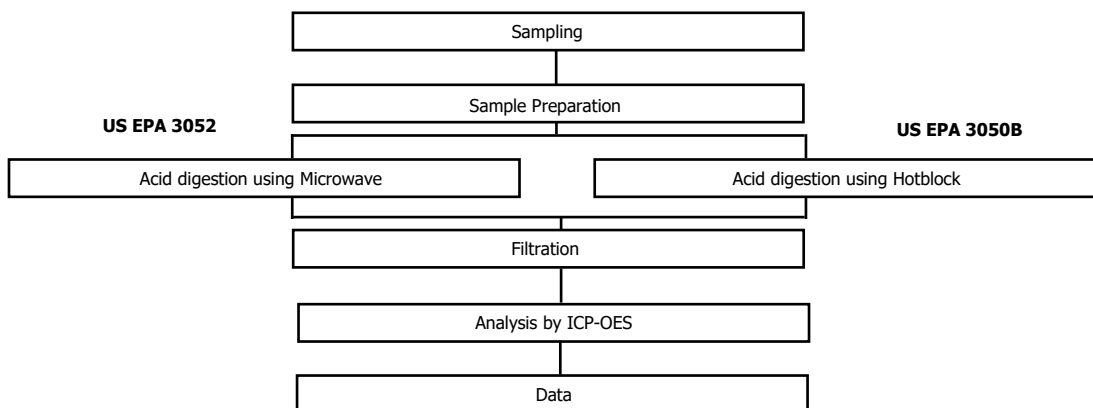 Sampling
Sample Preparation
US EPA 3052
US EPA 3050B
Acid digestion using Microwave
Acid digestion using Hotblock
Filtration
Analysis by ICP-OES
Data